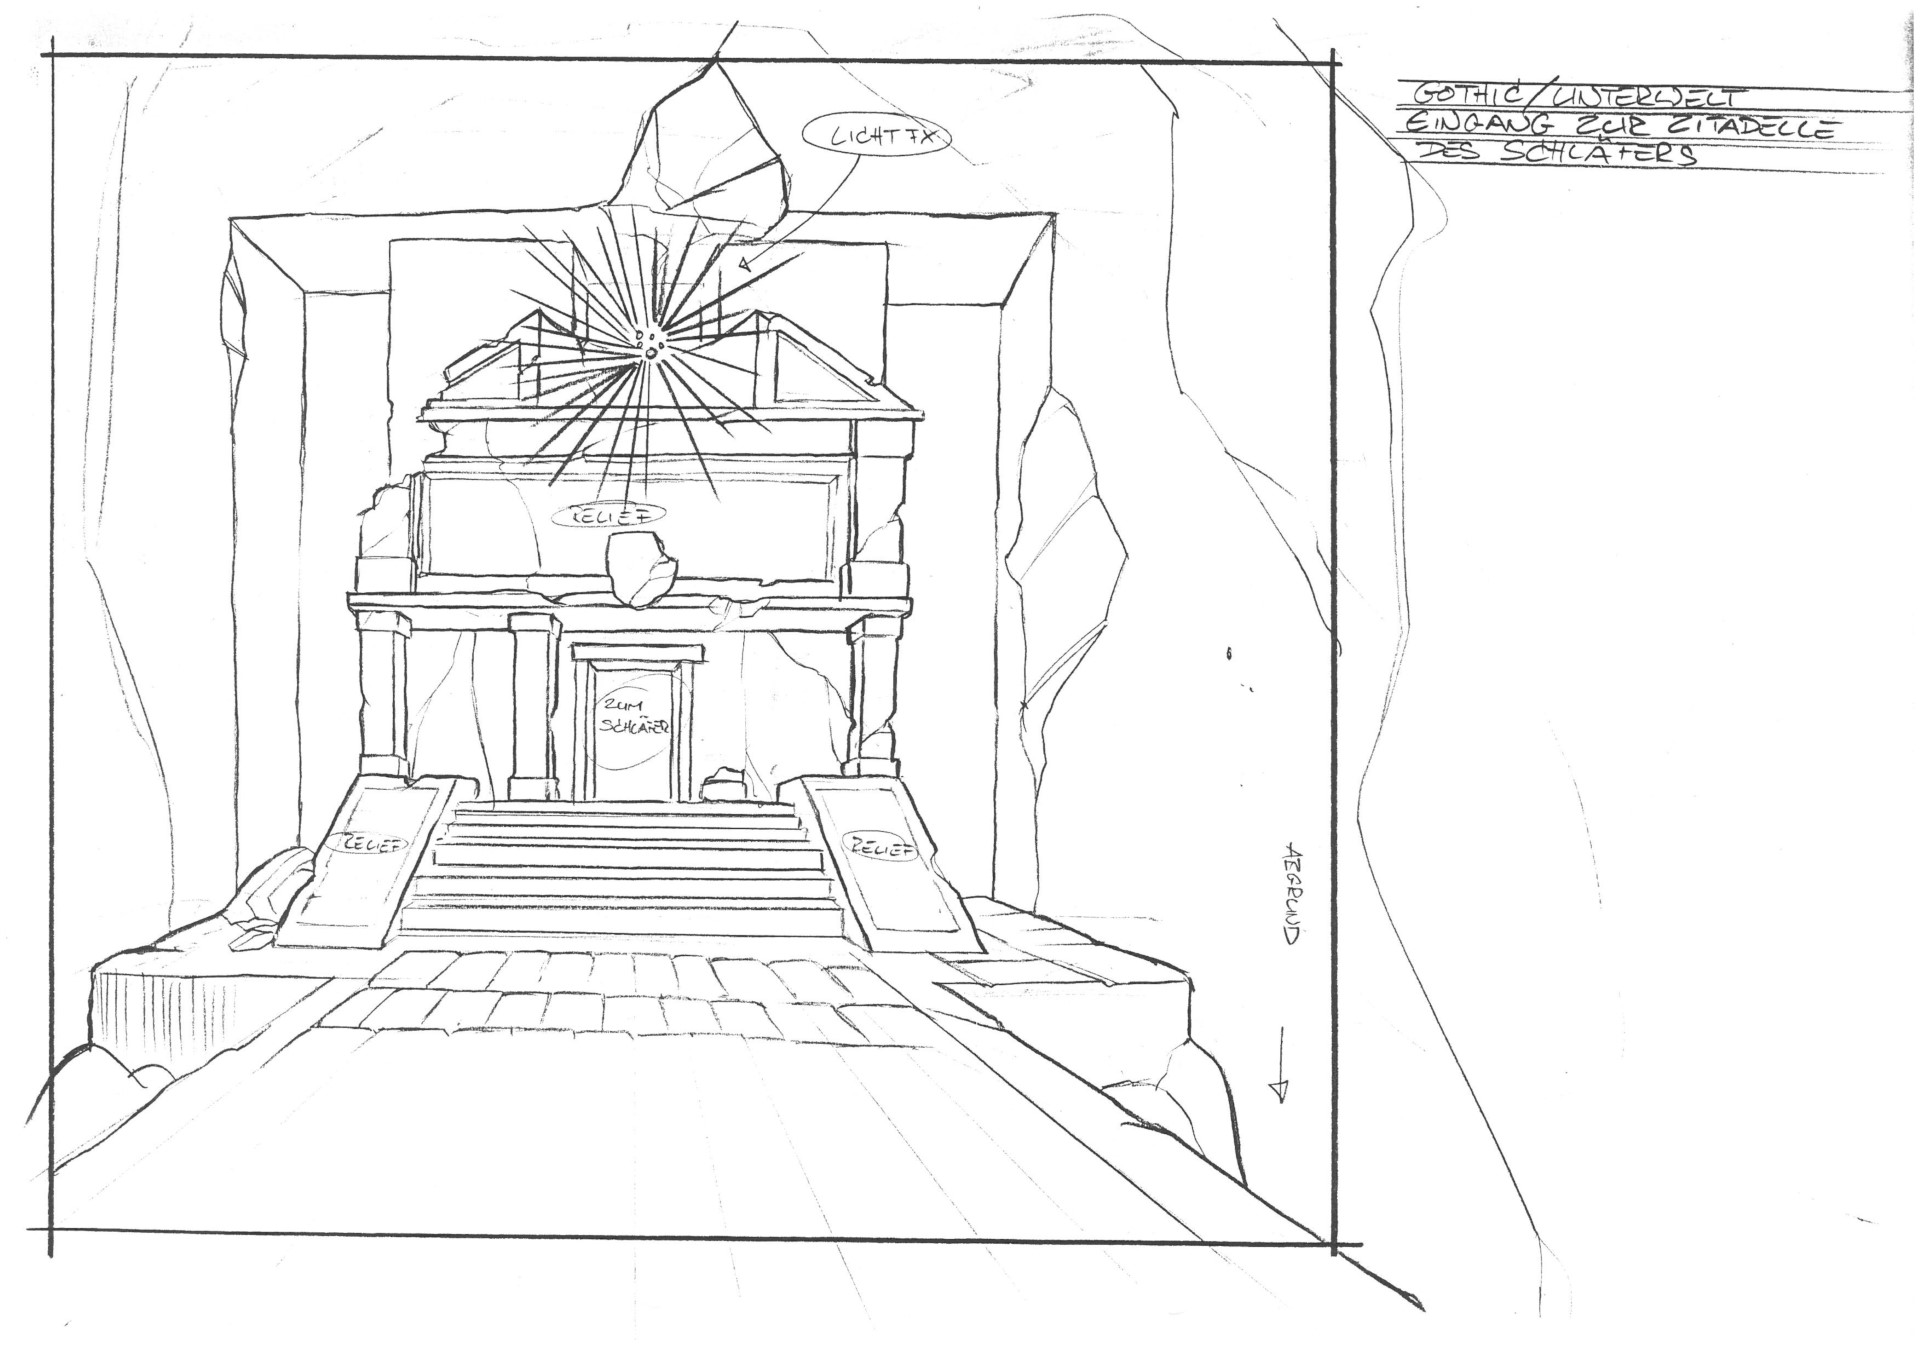 GOTHIC/UNTERWELT
EINGANG ZUR ZITADELLE
DES SCHLÄFERS
LICHT FX
RELIEF
ZUM
SCHLÄFER
RELIEF
RELIEF
ABGRUND